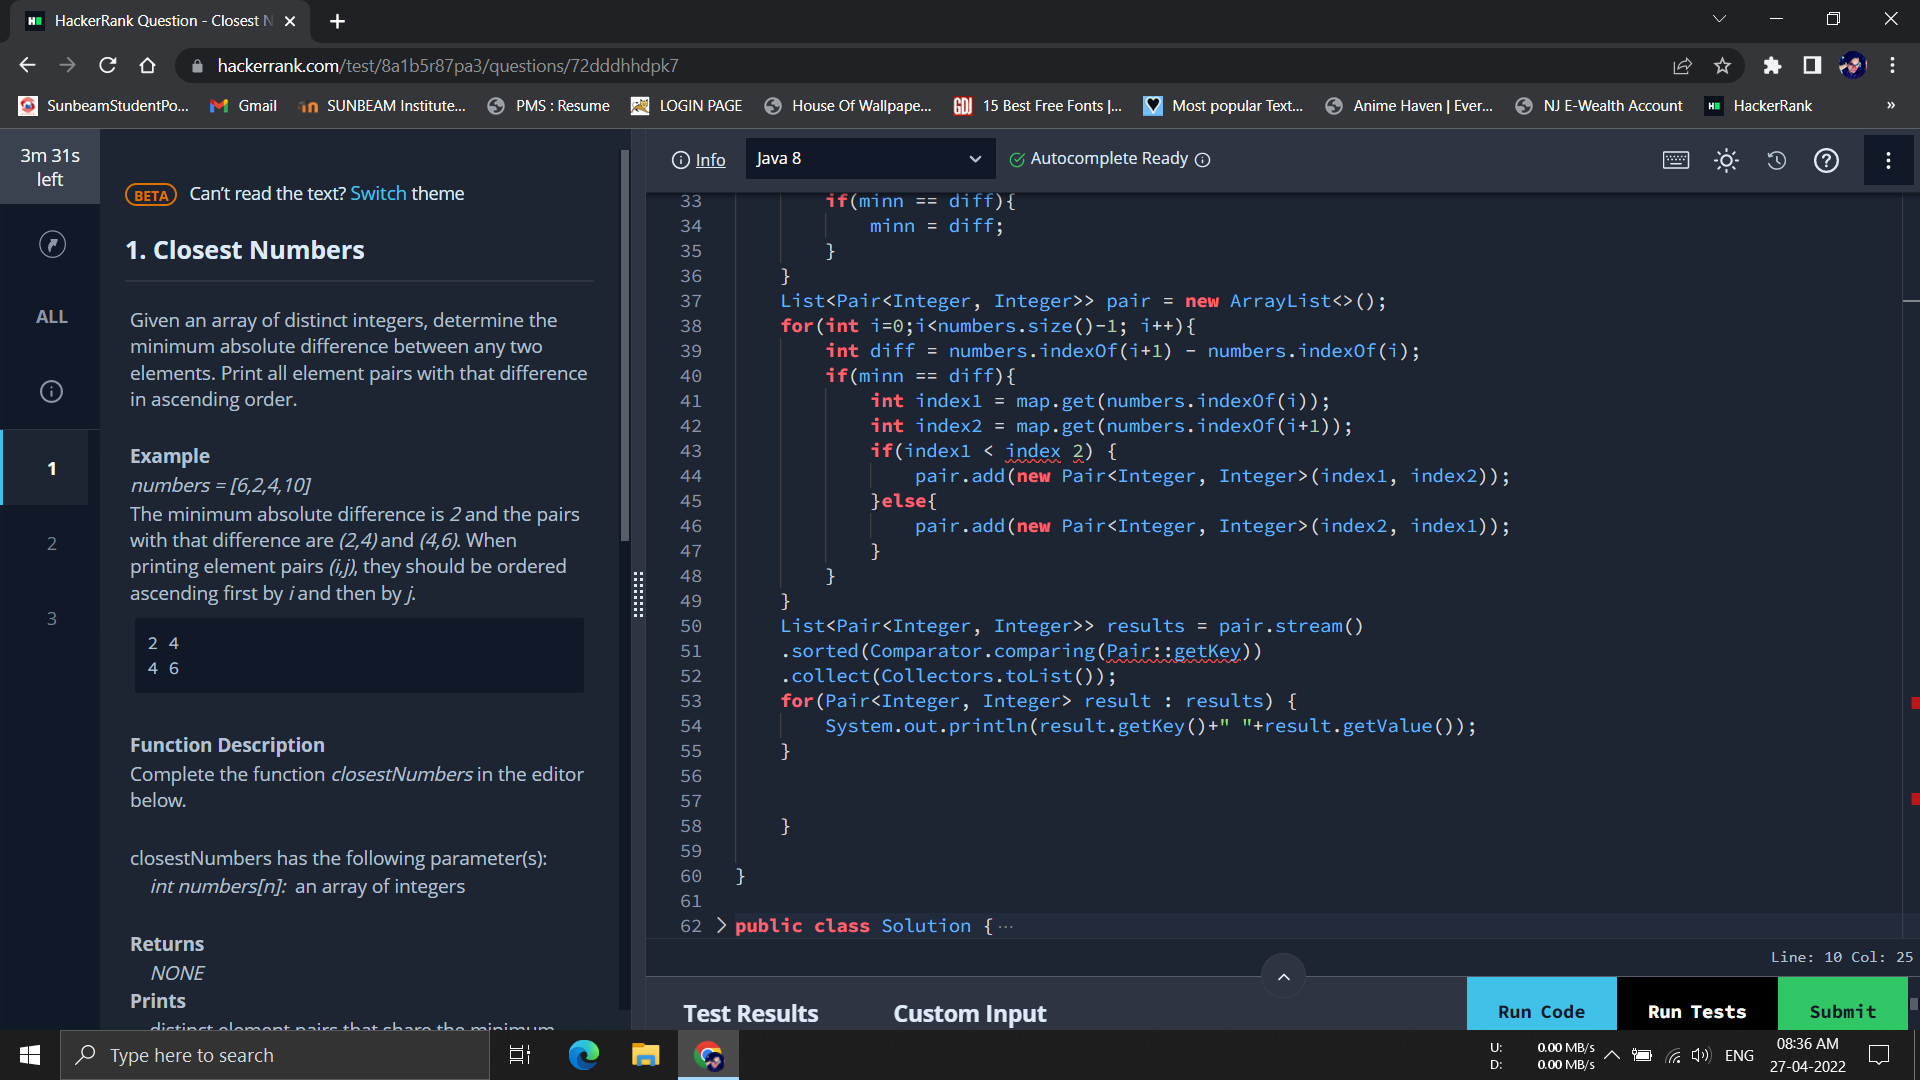 HackerRank Question - Closest N
hackerrank.com/test/8a1b5r87pa3/questions/72dddhhdpk7
SunbeamStudentPo... Gmail SUNBEAM Institute... PMS : Resume LOGIN PAGE House Of Wallpape... GDJ 15 Best Free Fonts |... Most popular Text... Anime Haven | Ever... NJ E-Wealth Account HackerRank »
3m 31s
left
ALL
1
2
3
BETA Can't read the text? Switch theme
1. Closest Numbers
Given an array of distinct integers, determine the
minimum absolute difference between any two
elements. Print all element pairs with that difference
in ascending order.
Example
numbers = [6,2,4,10]
The minimum absolute difference is 2 and the pairs
with that difference are (2,4) and (4,6). When
printing element pairs (i,j), they should be ordered
ascending first by i and then by j.
2 4
4 6
Function Description
Complete the function closestNumbers in the editor
below.
closestNumbers has the following parameter(s):
int numbers[n]: an array of integers
Returns
NONE
Prints
distinct element pairs that share the minimum
Info Java 8 Autocomplete Ready
33 if(minn == diff){
34 minn = diff;
35 }
36 }
37 List<Pair<Integer, Integer>> pair = new ArrayList<>();
38 for(int i=0;i<numbers.size()-1; i++){
39 int diff = numbers.indexOf(i+1) - numbers.indexOf(i);
40 if(minn == diff){
41 int index1 = map.get(numbers.indexOf(i));
42 int index2 = map.get(numbers.indexOf(i+1));
43 if(index1 < index 2) {
44 pair.add(new Pair<Integer, Integer>(index1, index2));
45 }else{
46 pair.add(new Pair<Integer, Integer>(index2, index1));
47 }
48 }
49 }
50 List<Pair<Integer, Integer>> results = pair.stream()
51 .sorted(Comparator.comparing(Pair::getKey))
52 .collect(Collectors.toList());
53 for(Pair<Integer, Integer> result : results) {
54 System.out.println(result.getKey()+" "+result.getValue());
55 }
56
57
58 }
59
60 }
61
62 public class Solution {···
Line: 10 Col: 25
Test Results Custom Input Run Code Run Tests Submit
Type here to search
U: 0.00 MB/s
D: 0.00 MB/s
ENG
08:36 AM
27-04-2022